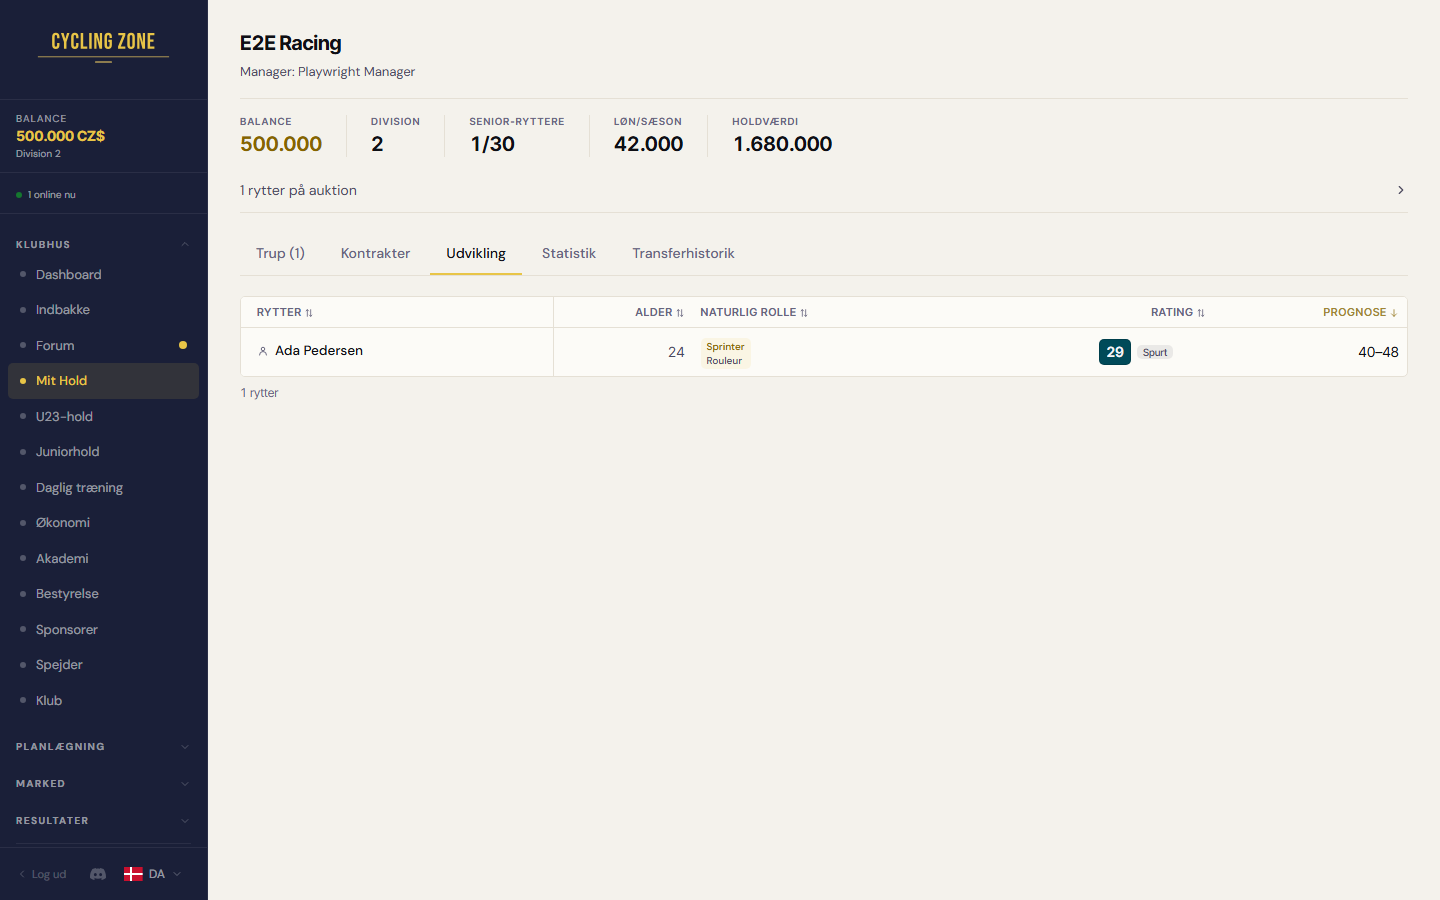 CYCLING ZONE
BALANCE
500.000 CZ$
Division 2
1 online nu
KLUBHUS
Dashboard
Indbakke
Forum
Mit Hold
U23-hold
Juniorhold
Daglig træning
Økonomi
Akademi
Bestyrelse
Sponsorer
Spejder
Klub
PLANLÆGNING
MARKED
RESULTATER
Log ud
DA
E2E Racing
Manager: Playwright Manager
BALANCE DIVISION SENIOR-RYTTERE LØN/SÆSON HOLDVÆRDI
500.000 2 1/30 42.000 1.680.000
1 rytter på auktion
Trup (1) Kontrakter Udvikling Statistik Transferhistorik
RYTTER ALDER NATURLIG ROLLE RATING PROGNOSE
Ada Pedersen 24 Sprinter 29 Spurt 40–48
Rouleur
1 rytter